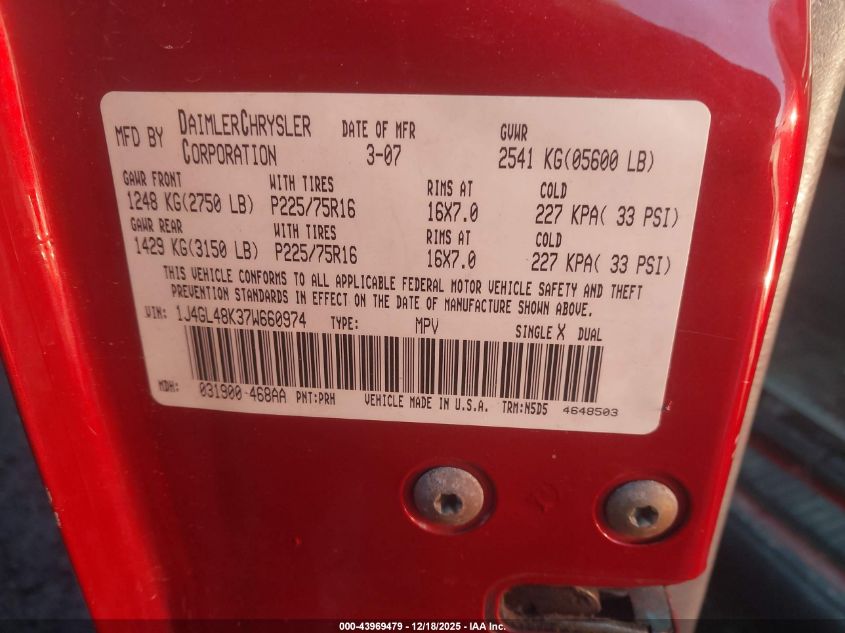 MFD BY DAIMLERCHRYSLER CORPORATION DATE OF MFR 3-07 GVWR 2541 KG(05600 LB)
GAWR FRONT WITH TIRES RIMS AT COLD
1248 KG(2750 LB) P225/75R16 16X7.0 227 KPA( 33 PSI)
GAWR REAR WITH TIRES RIMS AT COLD
1429 KG(3150 LB) P225/75R16 16X7.0 227 KPA( 33 PSI)
THIS VEHICLE CONFORMS TO ALL APPLICABLE FEDERAL MOTOR VEHICLE SAFETY AND THEFT
PREVENTION STANDARDS IN EFFECT ON THE DATE OF MANUFACTURE SHOWN ABOVE.
VIN: 1J4GL48K37W660974 TYPE: MPV SINGLE X DUAL
MDH: 031900-468AA PNT:PRH VEHICLE MADE IN U.S.A. TRM:N5D5 4648503
000-43969479 - 12/18/2025 - IAA Inc.